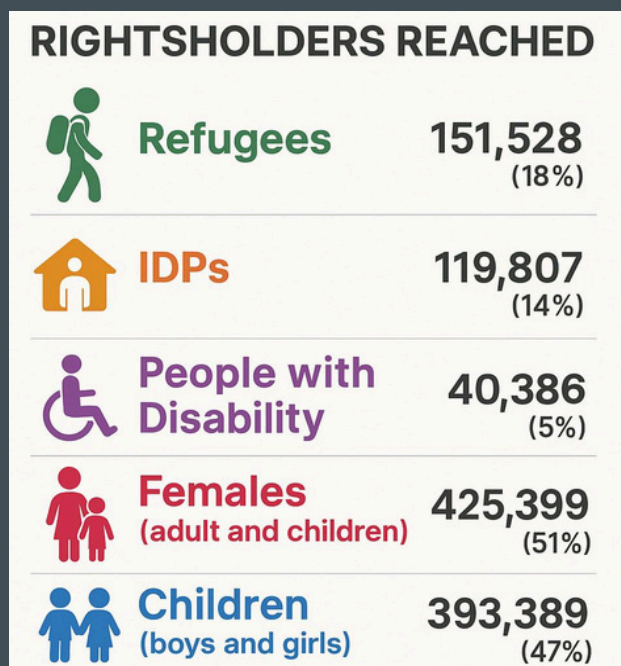 RIGHTSHOLDERS REACHED
Refugees
151,528
(18%)
IDPs
119,807
(14%)
People with
Disability
40,386
(5%)
Females
(adult and children)
425,399
(51%)
Children
(boys and girls)
393,389
(47%)